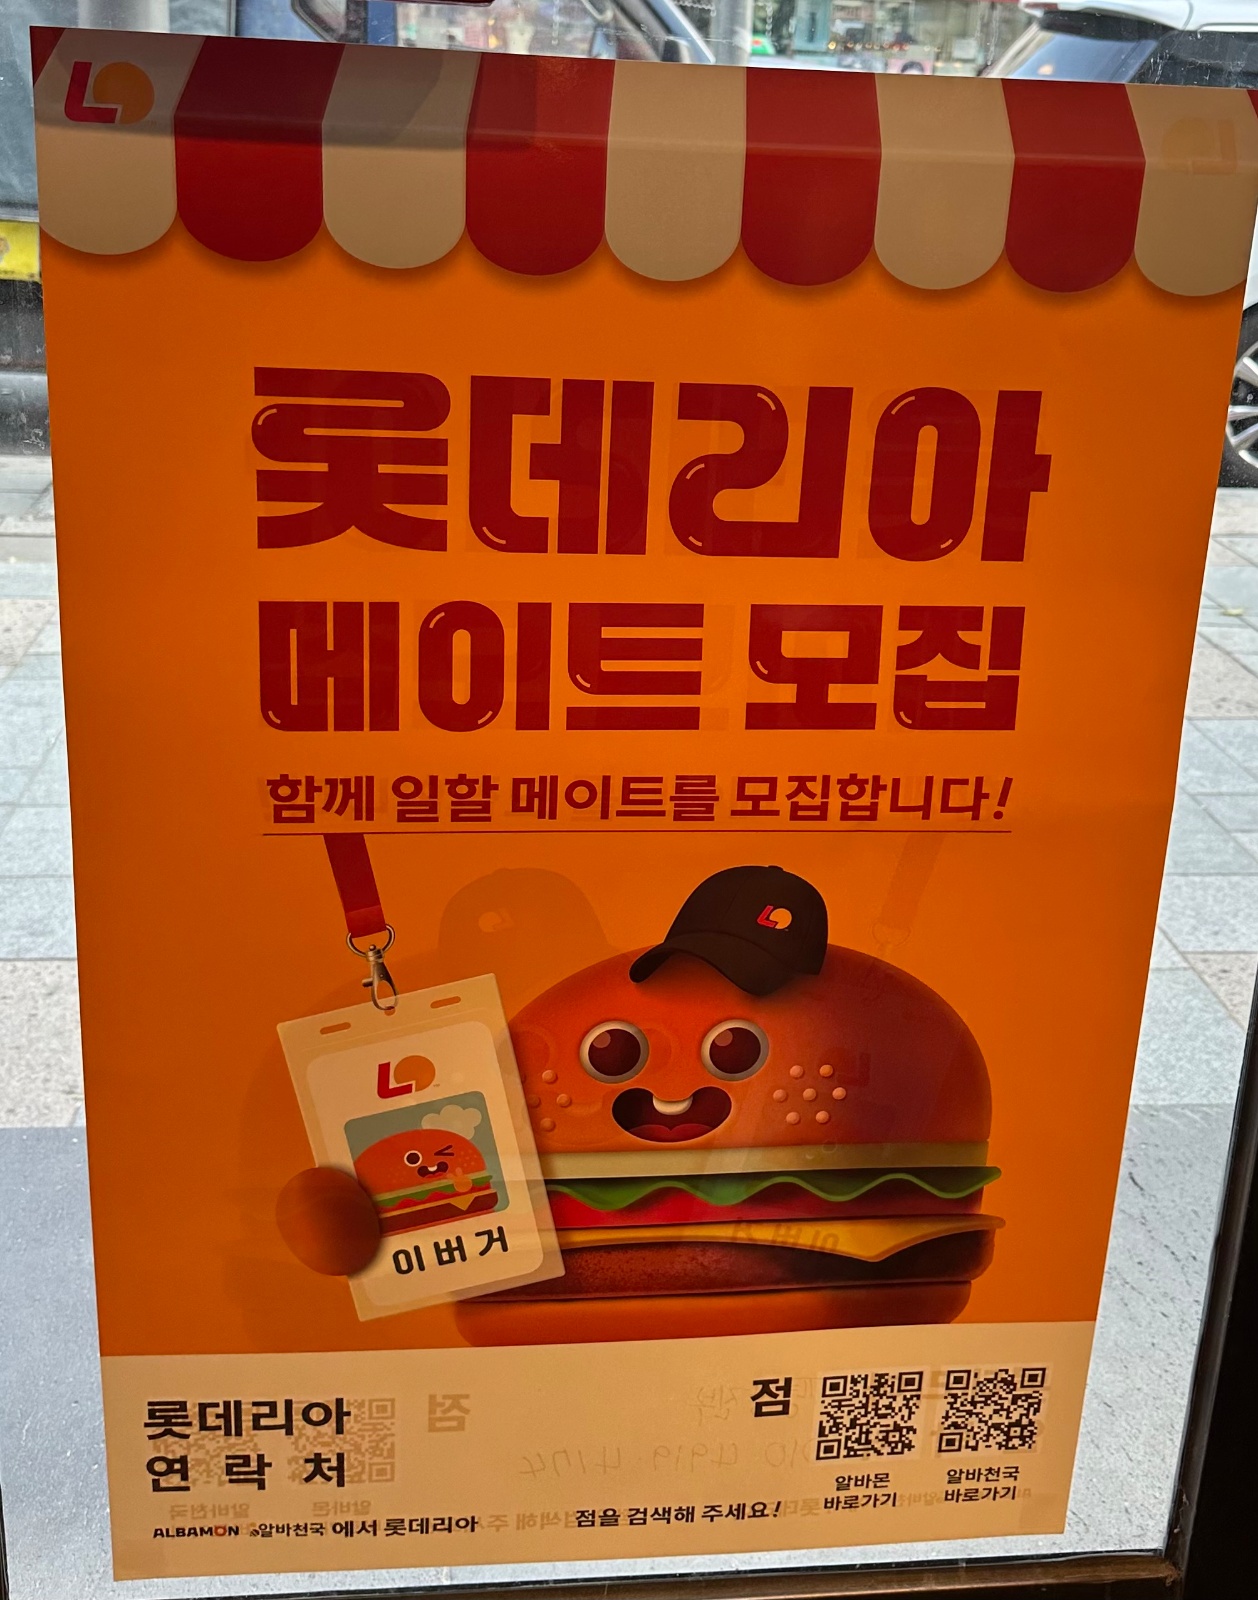 롯데리아
메이트 모집
함께 일할 메이트를 모집합니다!
이버거
롯데리아 점
연락처
알바몬
바로가기
알바천국
바로가기
ALBAMON 알바천국 에서 롯데리아 점을 검색해 주세요!